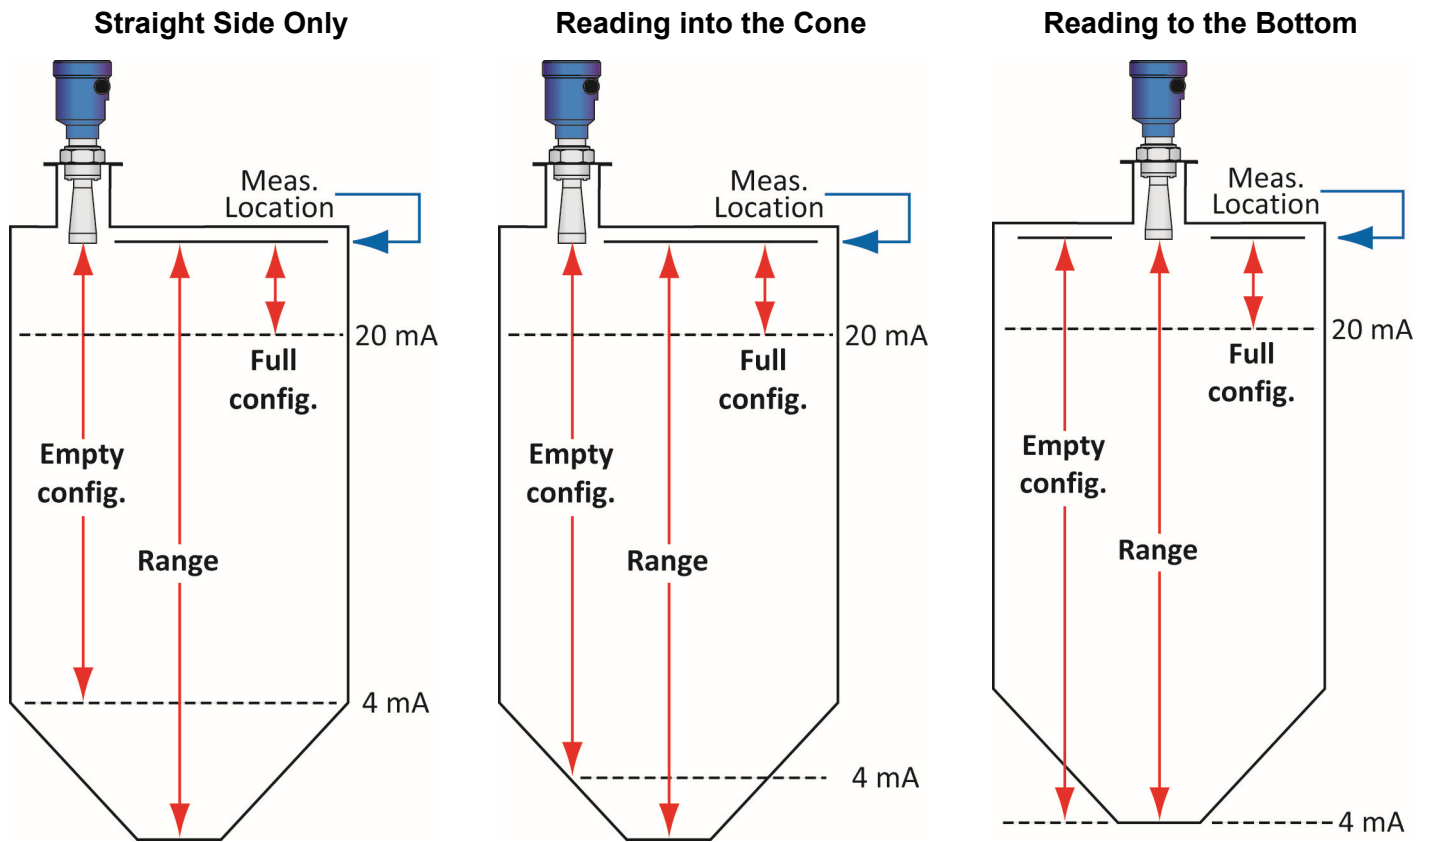 Straight Side Only
Meas.
Location
20 mA
Full
config.
Empty
config.
Range
4 mA
Reading into the Cone
Meas.
Location
20 mA
Full
config.
Empty
config.
Range
4 mA
Reading to the Bottom
Meas.
Location
20 mA
Full
config.
Empty
config.
Range
4 mA